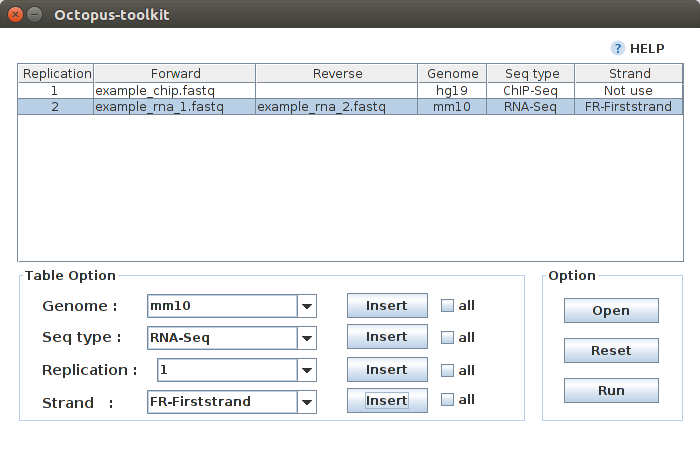 Octopus-toolkit
? HELP
Replication Forward Reverse Genome Seq type Strand
1 example_chip.fastq hg19 ChIP-Seq Not use
2 example_rna_1.fastq example_rna_2.fastq mm10 RNA-Seq FR-Firststrand
Table Option
Genome : mm10 Insert all
Seq type : RNA-Seq Insert all
Replication : 1 Insert all
Strand : FR-Firststrand Insert all
Option
Open
Reset
Run